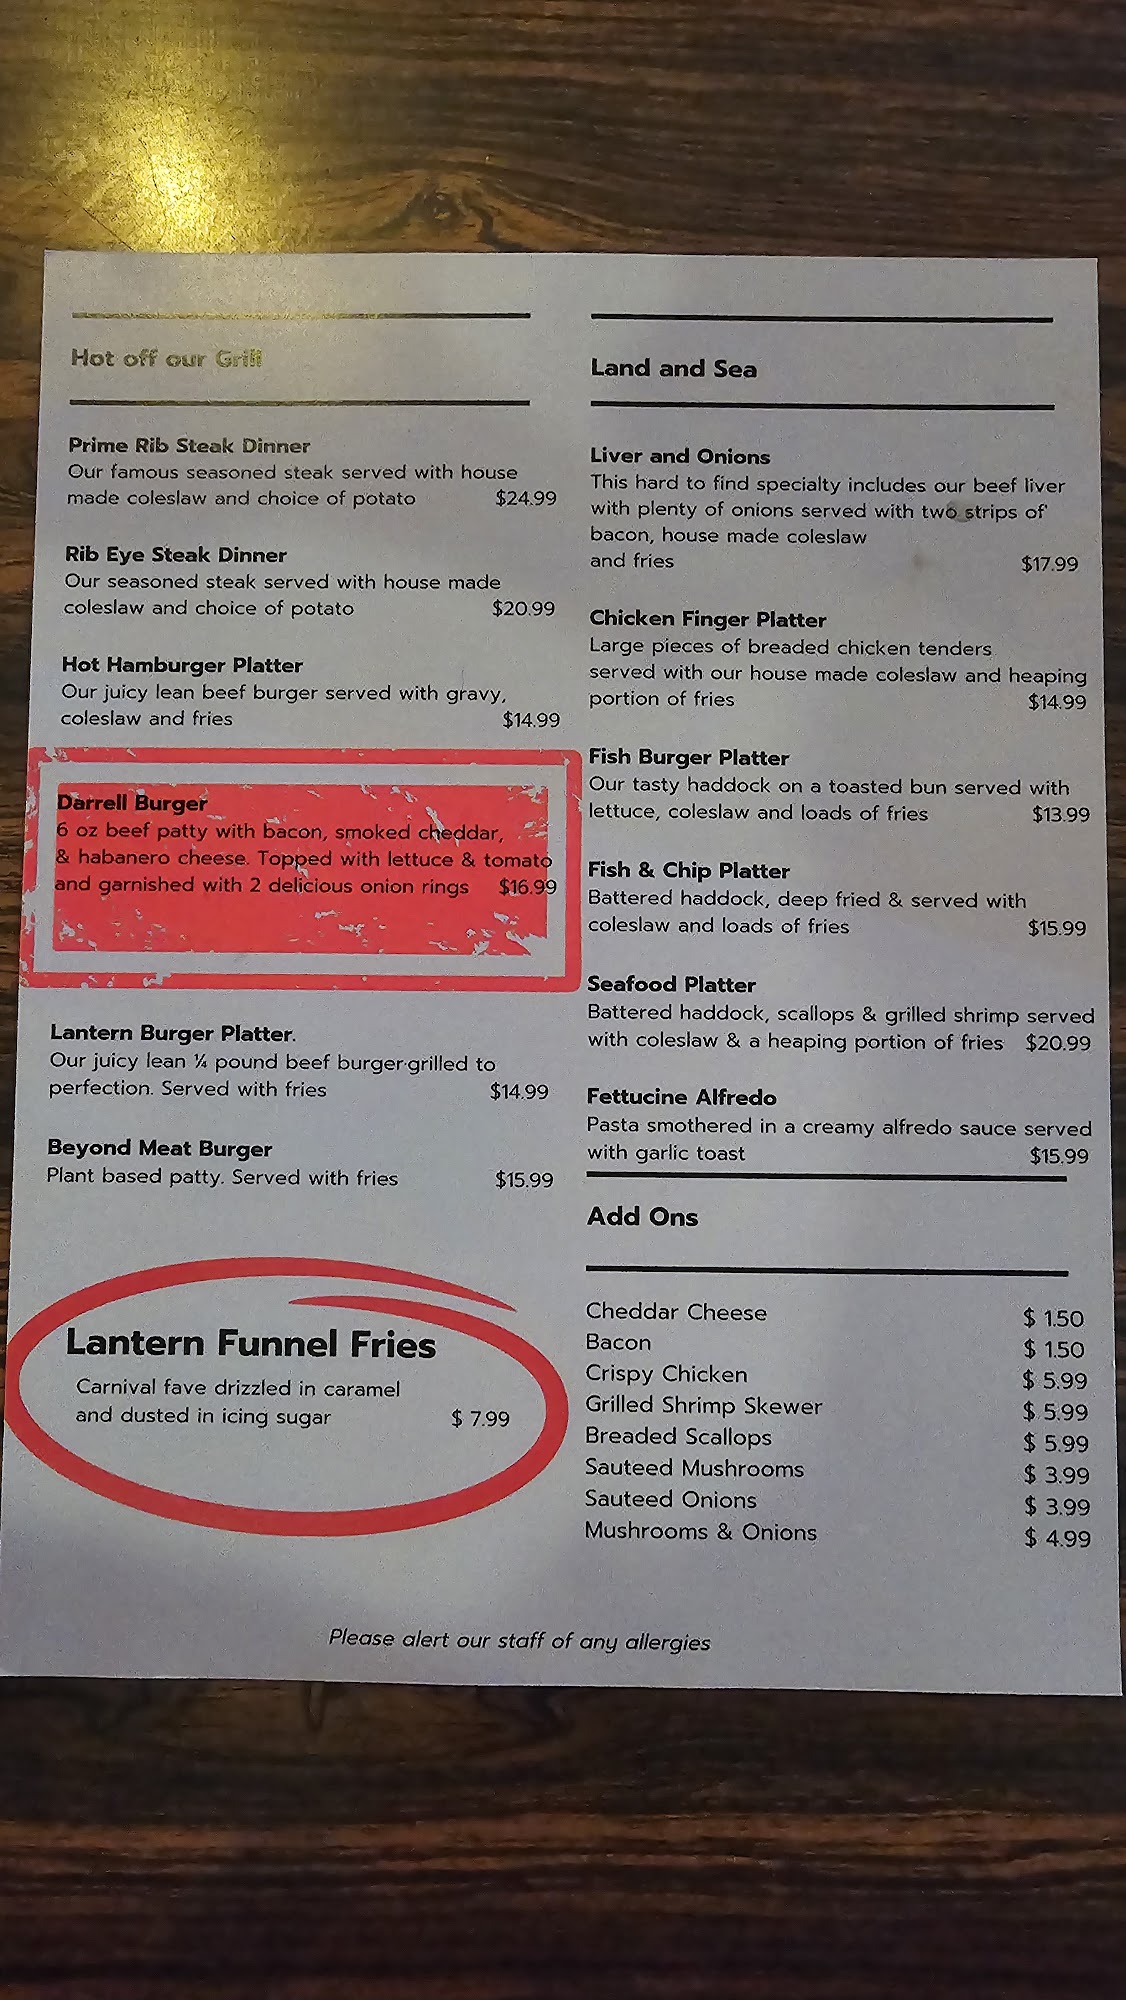 Hot off our Grill
Prime Rib Steak Dinner
Our famous seasoned steak served with house
made coleslaw and choice of potato $24.99
Rib Eye Steak Dinner
Our seasoned steak served with house made
coleslaw and choice of potato $20.99
Hot Hamburger Platter
Our juicy lean beef burger served with gravy,
coleslaw and fries $14.99
Darrell Burger
6 oz beef patty with bacon, smoked cheddar,
& habanero cheese. Topped with lettuce & tomato
and garnished with 2 delicious onion rings $16.99
Lantern Burger Platter.
Our juicy lean ¼ pound beef burger grilled to
perfection. Served with fries $14.99
Beyond Meat Burger
Plant based patty. Served with fries $15.99
Lantern Funnel Fries
Carnival fave drizzled in caramel
and dusted in icing sugar $ 7.99
Land and Sea
Liver and Onions
This hard to find specialty includes our beef liver
with plenty of onions served with two strips of
bacon, house made coleslaw
and fries $17.99
Chicken Finger Platter
Large pieces of breaded chicken tenders
served with our house made coleslaw and heaping
portion of fries $14.99
Fish Burger Platter
Our tasty haddock on a toasted bun served with
lettuce, coleslaw and loads of fries $13.99
Fish & Chip Platter
Battered haddock, deep fried & served with
coleslaw and loads of fries $15.99
Seafood Platter
Battered haddock, scallops & grilled shrimp served
with coleslaw & a heaping portion of fries $20.99
Fettucine Alfredo
Pasta smothered in a creamy alfredo sauce served
with garlic toast $15.99
Add Ons
Cheddar Cheese $ 1.50
Bacon $ 1.50
Crispy Chicken $ 5.99
Grilled Shrimp Skewer $ 5.99
Breaded Scallops $ 5.99
Sauteed Mushrooms $ 3.99
Sauteed Onions $ 3.99
Mushrooms & Onions $ 4.99
Please alert our staff of any allergies